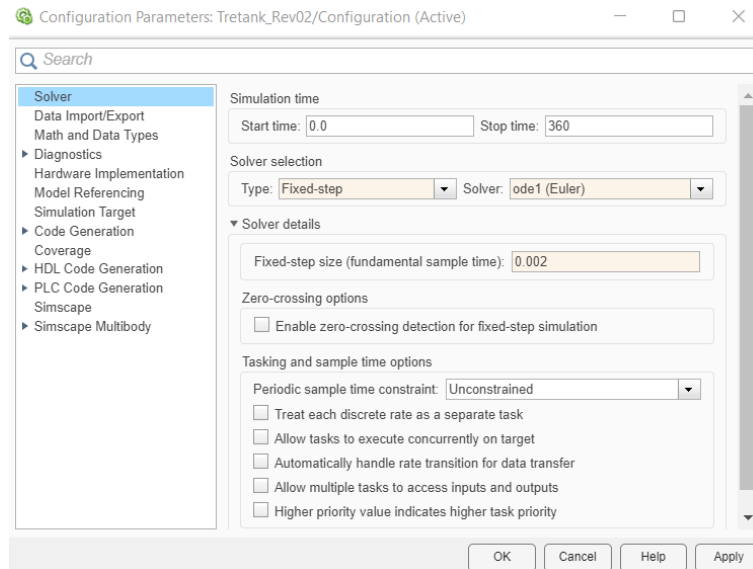 Configuration Parameters: Tretank_Rev02/Configuration (Active)
Search
Solver
Data Import/Export
Math and Data Types
Diagnostics
Hardware Implementation
Model Referencing
Simulation Target
Code Generation
Coverage
HDL Code Generation
PLC Code Generation
Simscape
Simscape Multibody
Simulation time
Start time: 0.0 Stop time: 360
Solver selection
Type: Fixed-step Solver: ode1 (Euler)
Solver details
Fixed-step size (fundamental sample time): 0.002
Zero-crossing options
Enable zero-crossing detection for fixed-step simulation
Tasking and sample time options
Periodic sample time constraint: Unconstrained
Treat each discrete rate as a separate task
Allow tasks to execute concurrently on target
Automatically handle rate transition for data transfer
Allow multiple tasks to access inputs and outputs
Higher priority value indicates higher task priority
OK Cancel Help Apply